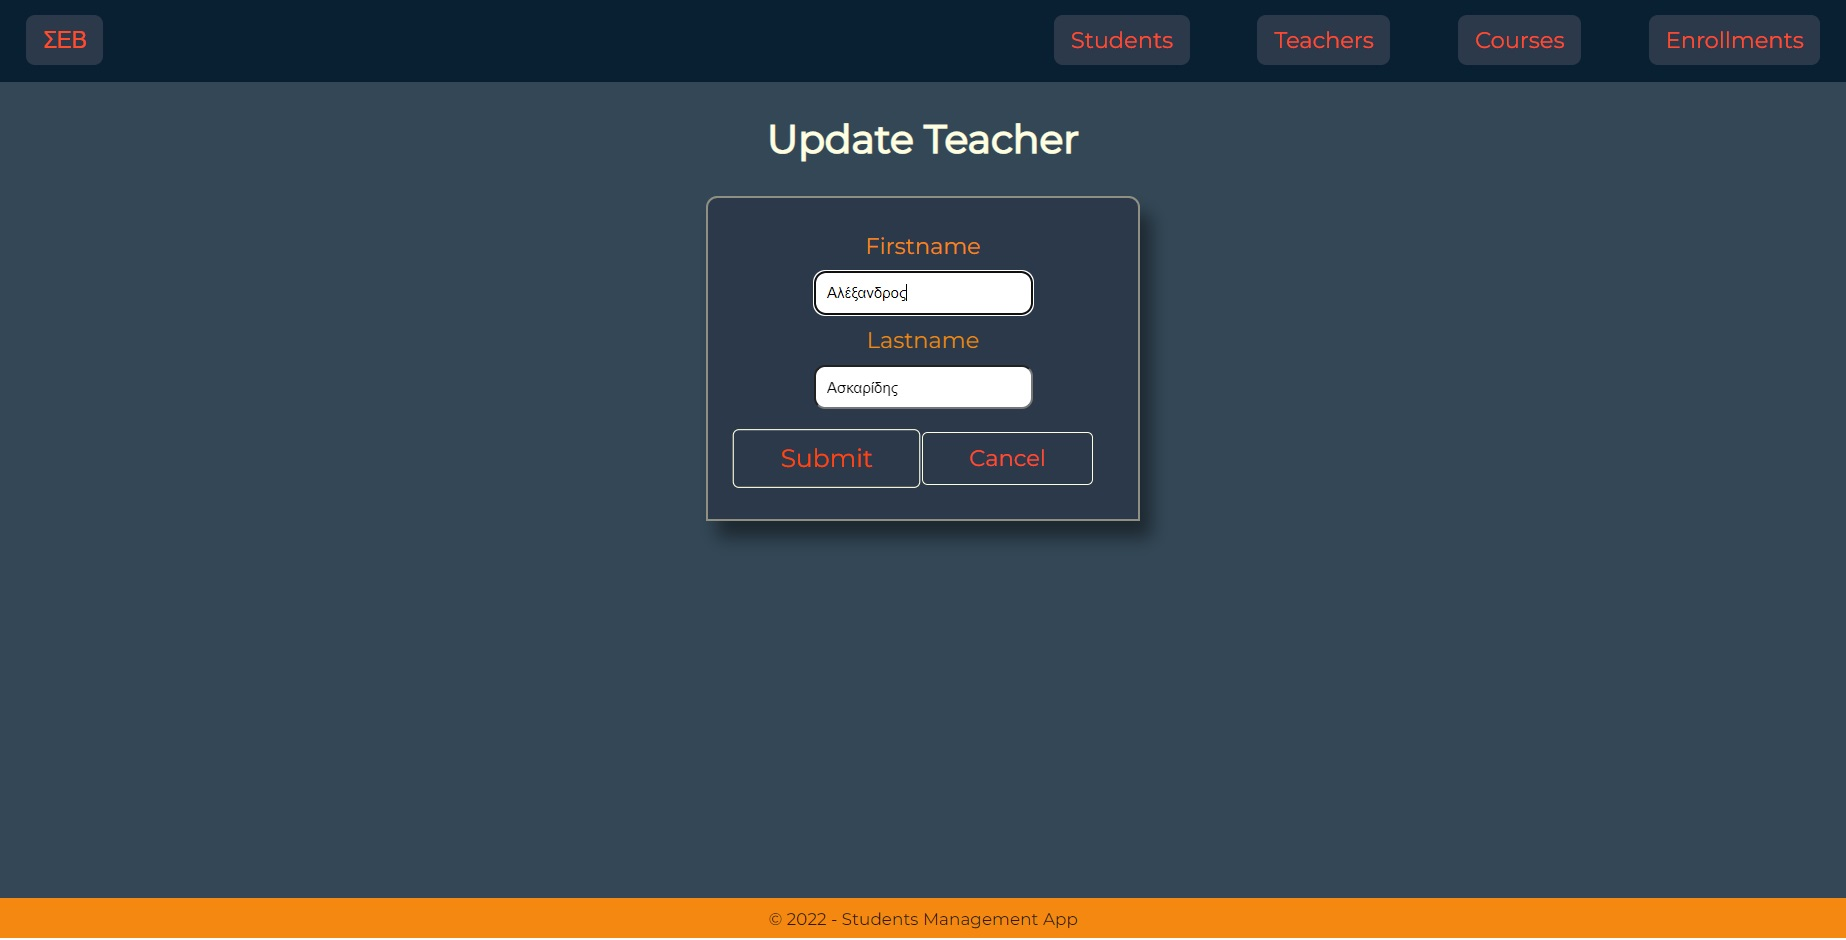 ΣΕΒ
Students
Teachers
Courses
Enrollments
Update Teacher
Firstname
Αλέξανδρος
Lastname
Ασκαρίδης
Submit
Cancel
© 2022 - Students Management App